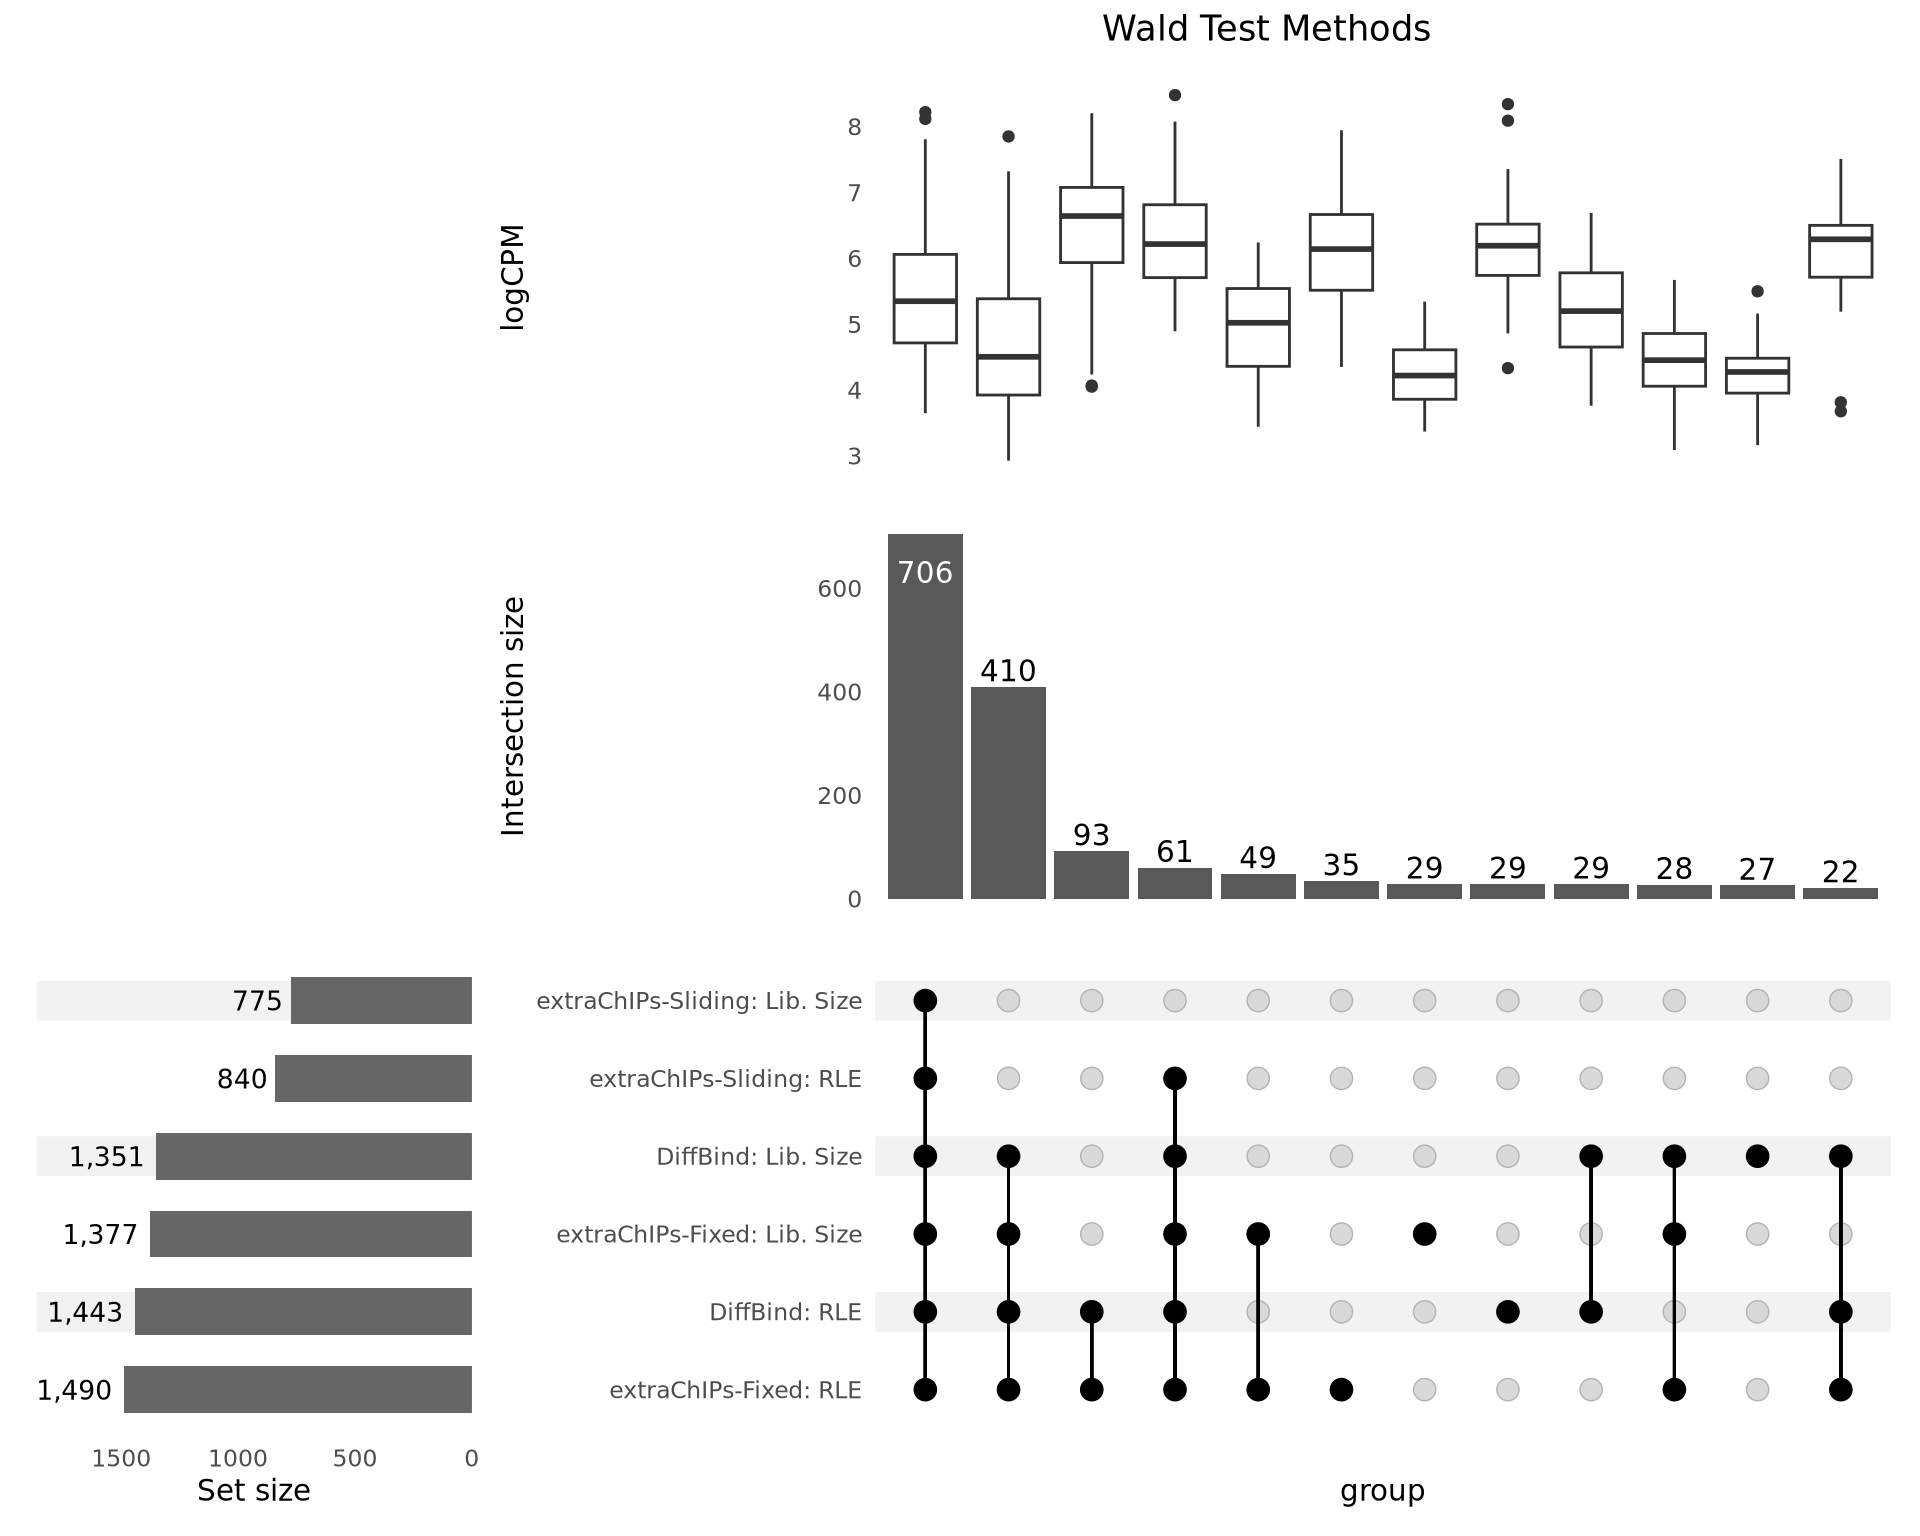 Wald Test Methods
logCPM
8
7
6
5
4
3
Intersection size
600
400
200
0
706
410
93
61
49
35
29
29
29
28
27
22
775
extraChIPs-Sliding: Lib. Size
840
extraChIPs-Sliding: RLE
1,351
DiffBind: Lib. Size
1,377
extraChIPs-Fixed: Lib. Size
1,443
DiffBind: RLE
1,490
extraChIPs-Fixed: RLE
1500 1000 500 0
Set size
group